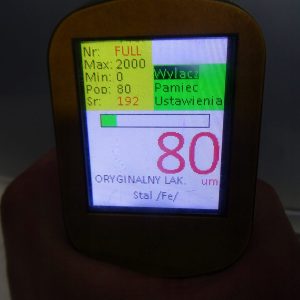 Nr: FULL
Max: 2000
Min: 0
Pop: 80
Sr: 192
Wyłącz
Pamięć
Ustawienia
80
um
ORYGINALNY LAK.
Stal /Fe/